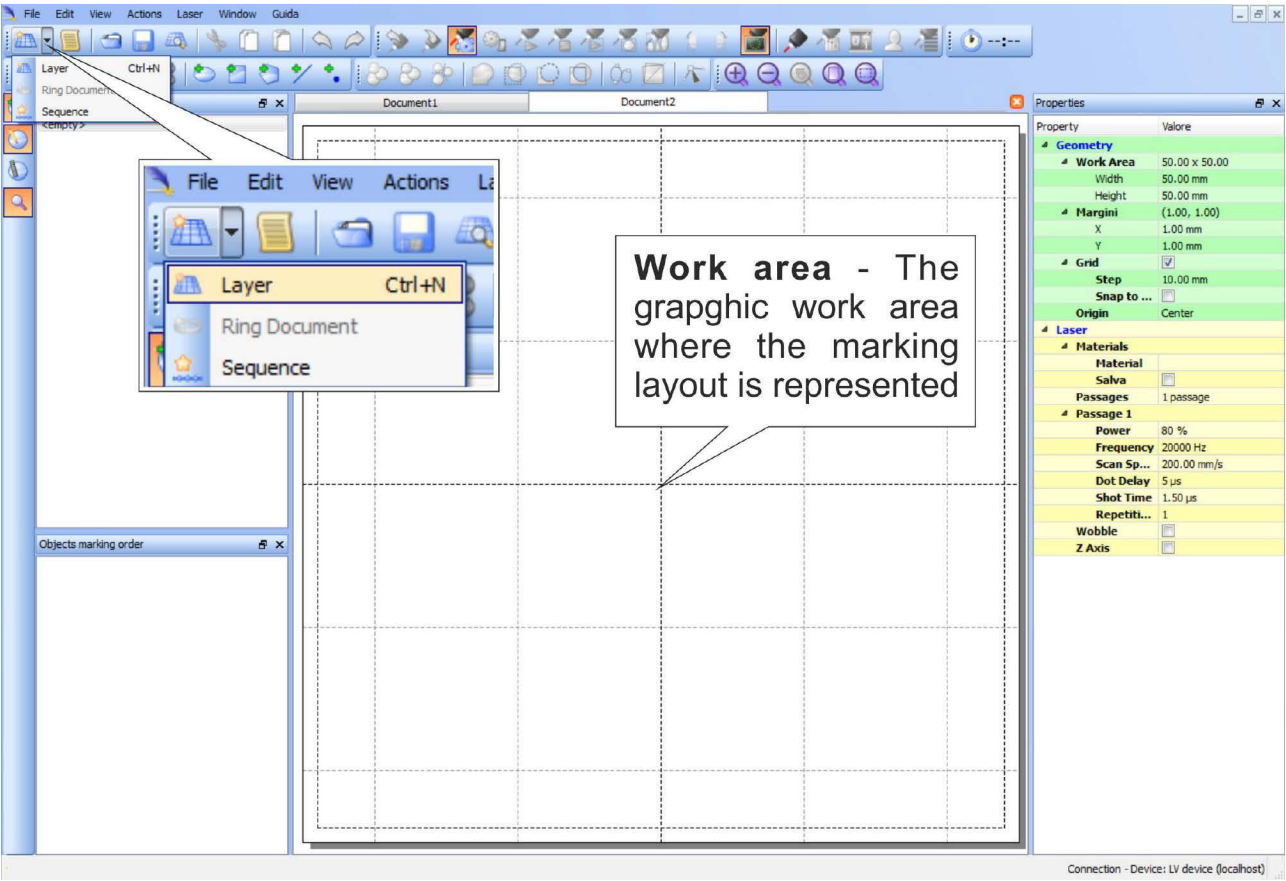 File Edit View Actions Laser Window Guida
--:--
Layer Ctrl+N
Ring Document
Sequence
<empty>
Document1 Document2
File Edit View Actions
Layer Ctrl+N
Ring Document
Sequence
Work area - The
grapghic work area
where the marking
layout is represented
Objects marking order
Properties
Property Valore
Geometry
Work Area 50.00 x 50.00
Width 50.00 mm
Height 50.00 mm
Margini (1.00, 1.00)
X 1.00 mm
Y 1.00 mm
Grid
Step 10.00 mm
Snap to ...
Origin Center
Laser
Materials
Material
Salva
Passages 1 passage
Passage 1
Power 80 %
Frequency 20000 Hz
Scan Sp... 200.00 mm/s
Dot Delay 5 µs
Shot Time 1.50 µs
Repetiti... 1
Wobble
Z Axis
Connection - Device: LV device (localhost)